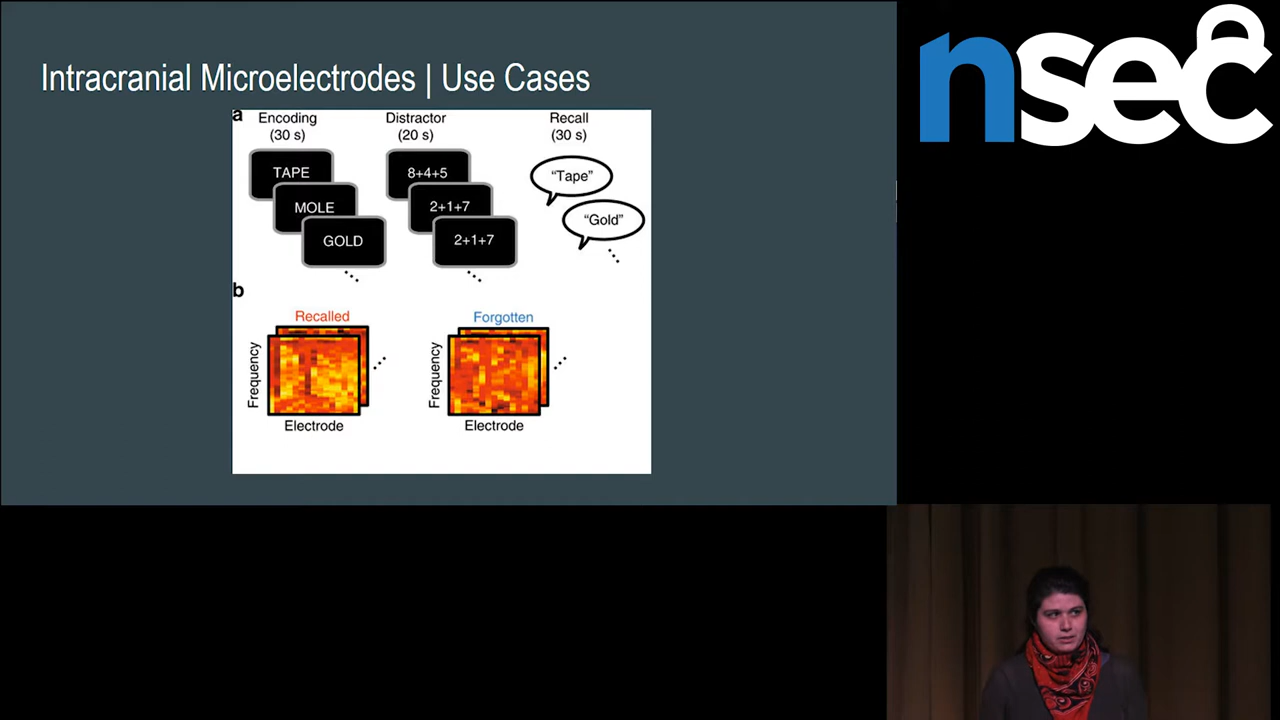 Intracranial Microelectrodes | Use Cases
nsec
a
Encoding
(30 s)
Distractor
(20 s)
Recall
(30 s)
TAPE
MOLE
GOLD
8+4+5
2+1+7
2+1+7
“Tape”
“Gold”
b
Recalled
Frequency
Electrode
Forgotten
Frequency
Electrode